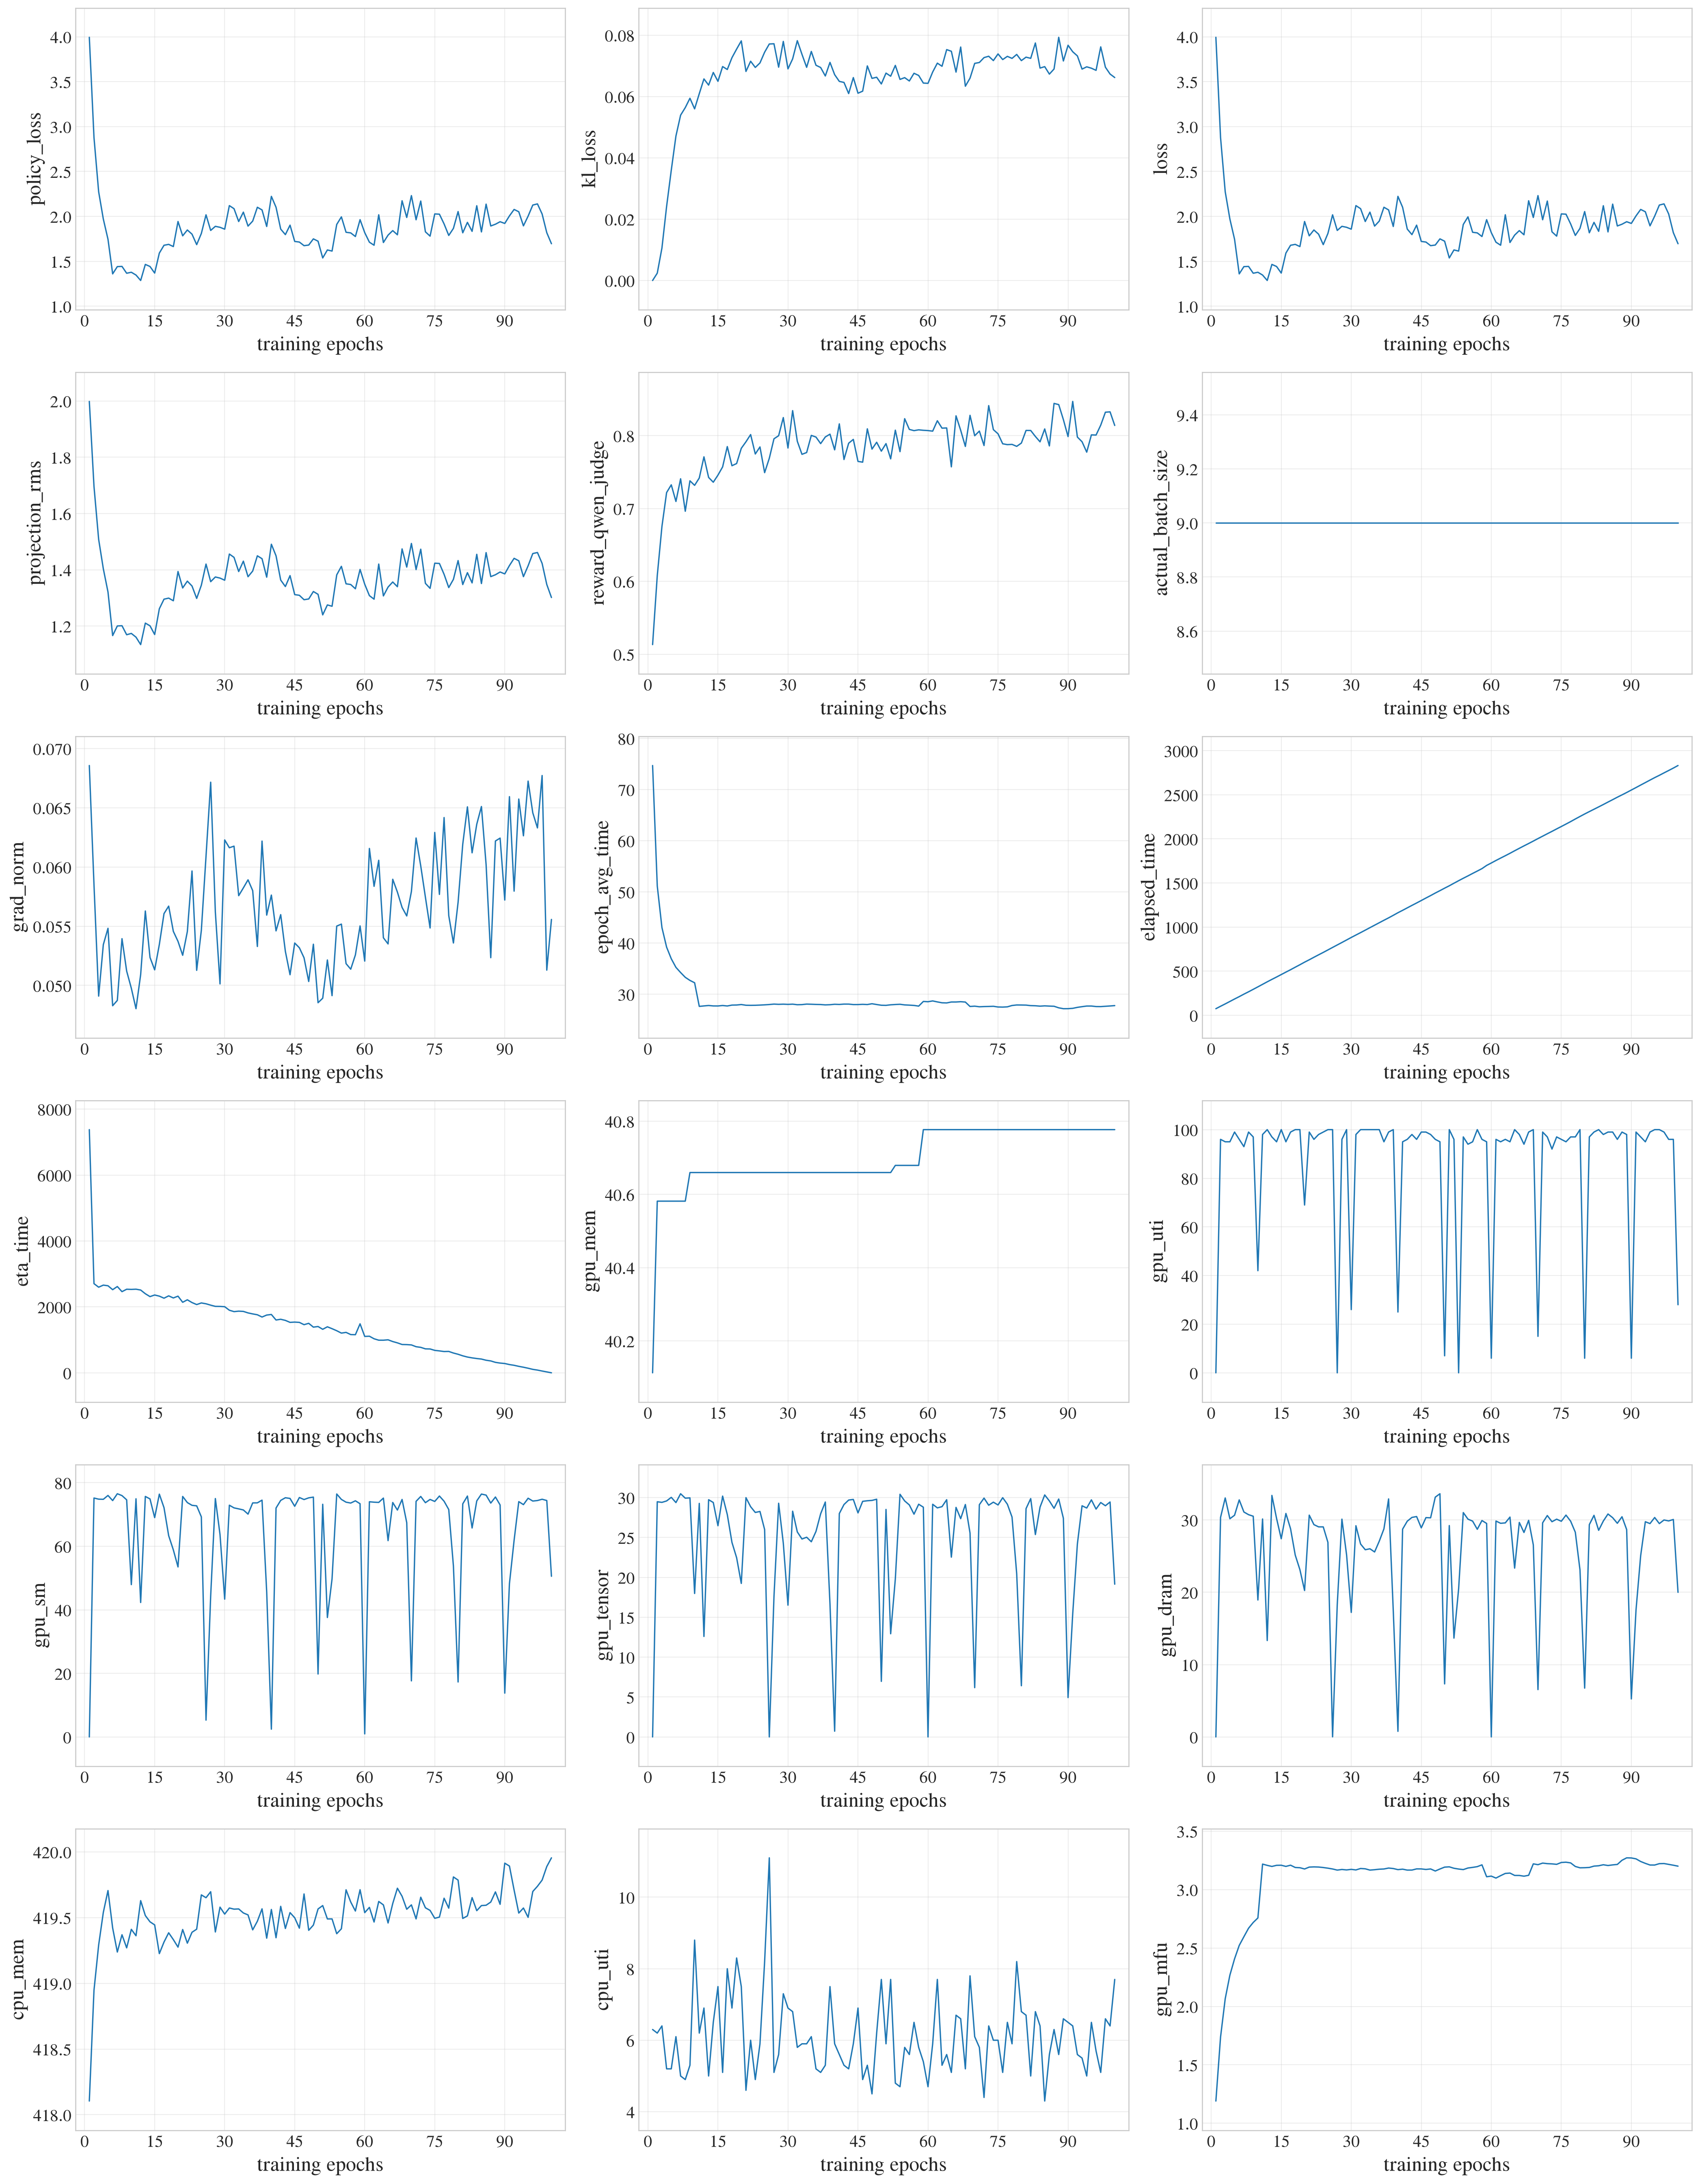 policy_loss
4.0
3.5
3.0
2.5
2.0
1.5
1.0
0 15 30 45 60 75 90
training epochs
kl_loss
0.08
0.06
0.04
0.02
0.00
0 15 30 45 60 75 90
training epochs
loss
4.0
3.5
3.0
2.5
2.0
1.5
1.0
0 15 30 45 60 75 90
training epochs
projection_rms
2.0
1.8
1.6
1.4
1.2
0 15 30 45 60 75 90
training epochs
reward_qwen_judge
0.8
0.7
0.6
0.5
0 15 30 45 60 75 90
training epochs
actual_batch_size
9.4
9.2
9.0
8.8
8.6
0 15 30 45 60 75 90
training epochs
grad_norm
0.070
0.065
0.060
0.055
0.050
0 15 30 45 60 75 90
training epochs
epoch_avg_time
80
70
60
50
40
30
0 15 30 45 60 75 90
training epochs
elapsed_time
3000
2500
2000
1500
1000
500
0
0 15 30 45 60 75 90
training epochs
eta_time
8000
6000
4000
2000
0
0 15 30 45 60 75 90
training epochs
gpu_mem
40.8
40.6
40.4
40.2
0 15 30 45 60 75 90
training epochs
gpu_uti
100
80
60
40
20
0
0 15 30 45 60 75 90
training epochs
gpu_sm
80
60
40
20
0
0 15 30 45 60 75 90
training epochs
gpu_tensor
30
25
20
15
10
5
0
0 15 30 45 60 75 90
training epochs
gpu_dram
30
20
10
0
0 15 30 45 60 75 90
training epochs
cpu_mem
420.0
419.5
419.0
418.5
418.0
0 15 30 45 60 75 90
training epochs
cpu_uti
10
8
6
4
0 15 30 45 60 75 90
training epochs
gpu_mfu
3.5
3.0
2.5
2.0
1.5
1.0
0 15 30 45 60 75 90
training epochs